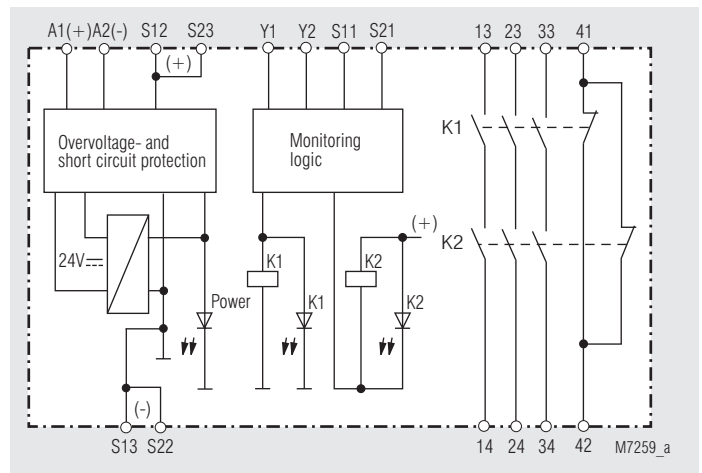 A1(+) A2(-) S12 S23 Y1 Y2 S11 S21 13 23 33 41
(+)
Overvoltage- and
short circuit protection
Monitoring
logic
K1
(+)
K2
24V
K1
K2
Power
K1
K2
(-)
S13 S22 14 24 34 42 M7259_a